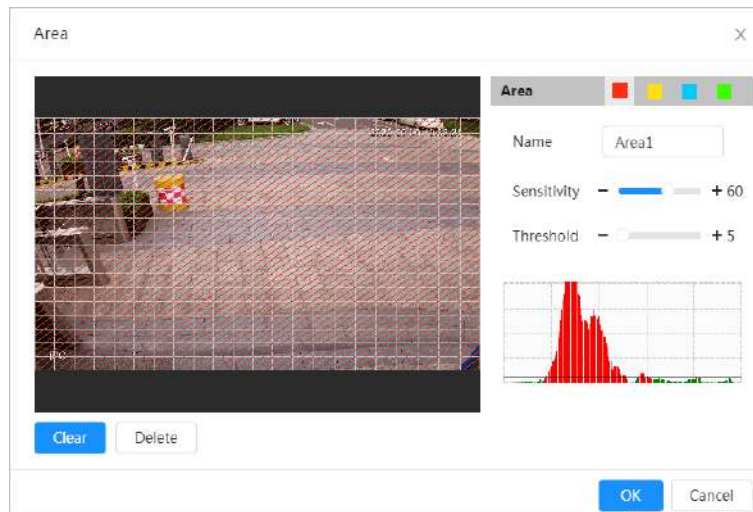 Area
Area
Name
Area1
Sensitivity
- + 60
Threshold
- + 5
Clear
Delete
OK
Cancel